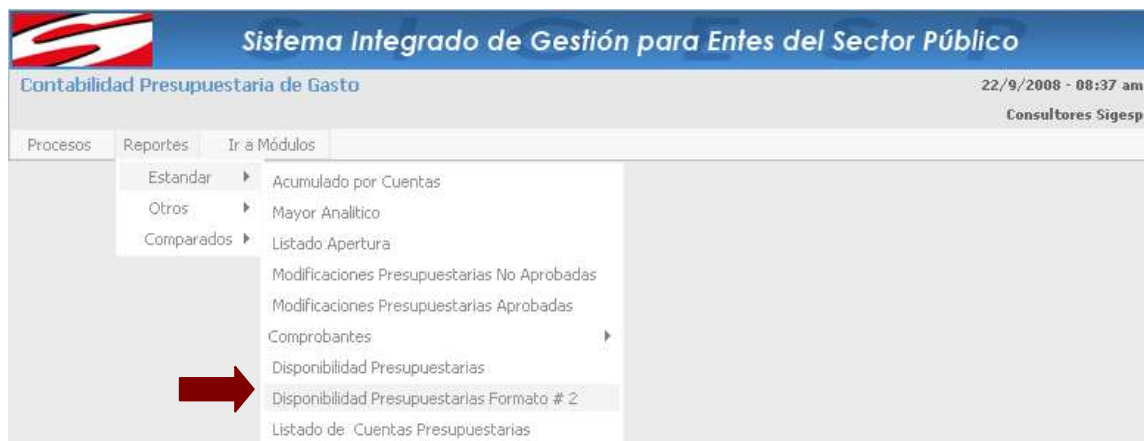 S I G E S P
Sistema Integrado de Gestión para Entes del Sector Público
Contabilidad Presupuestaria de Gasto
22/9/2008 - 08:37 am
Consultores Sigesp
Procesos Reportes Ir a Módulos
Estandar
Otros
Comparados
Acumulado por Cuentas
Mayor Analítico
Listado Apertura
Modificaciones Presupuestarias No Aprobadas
Modificaciones Presupuestarias Aprobadas
Comprobantes
Disponibilidad Presupuestarias
Disponibilidad Presupuestarias Formato # 2
Listado de Cuentas Presupuestarias